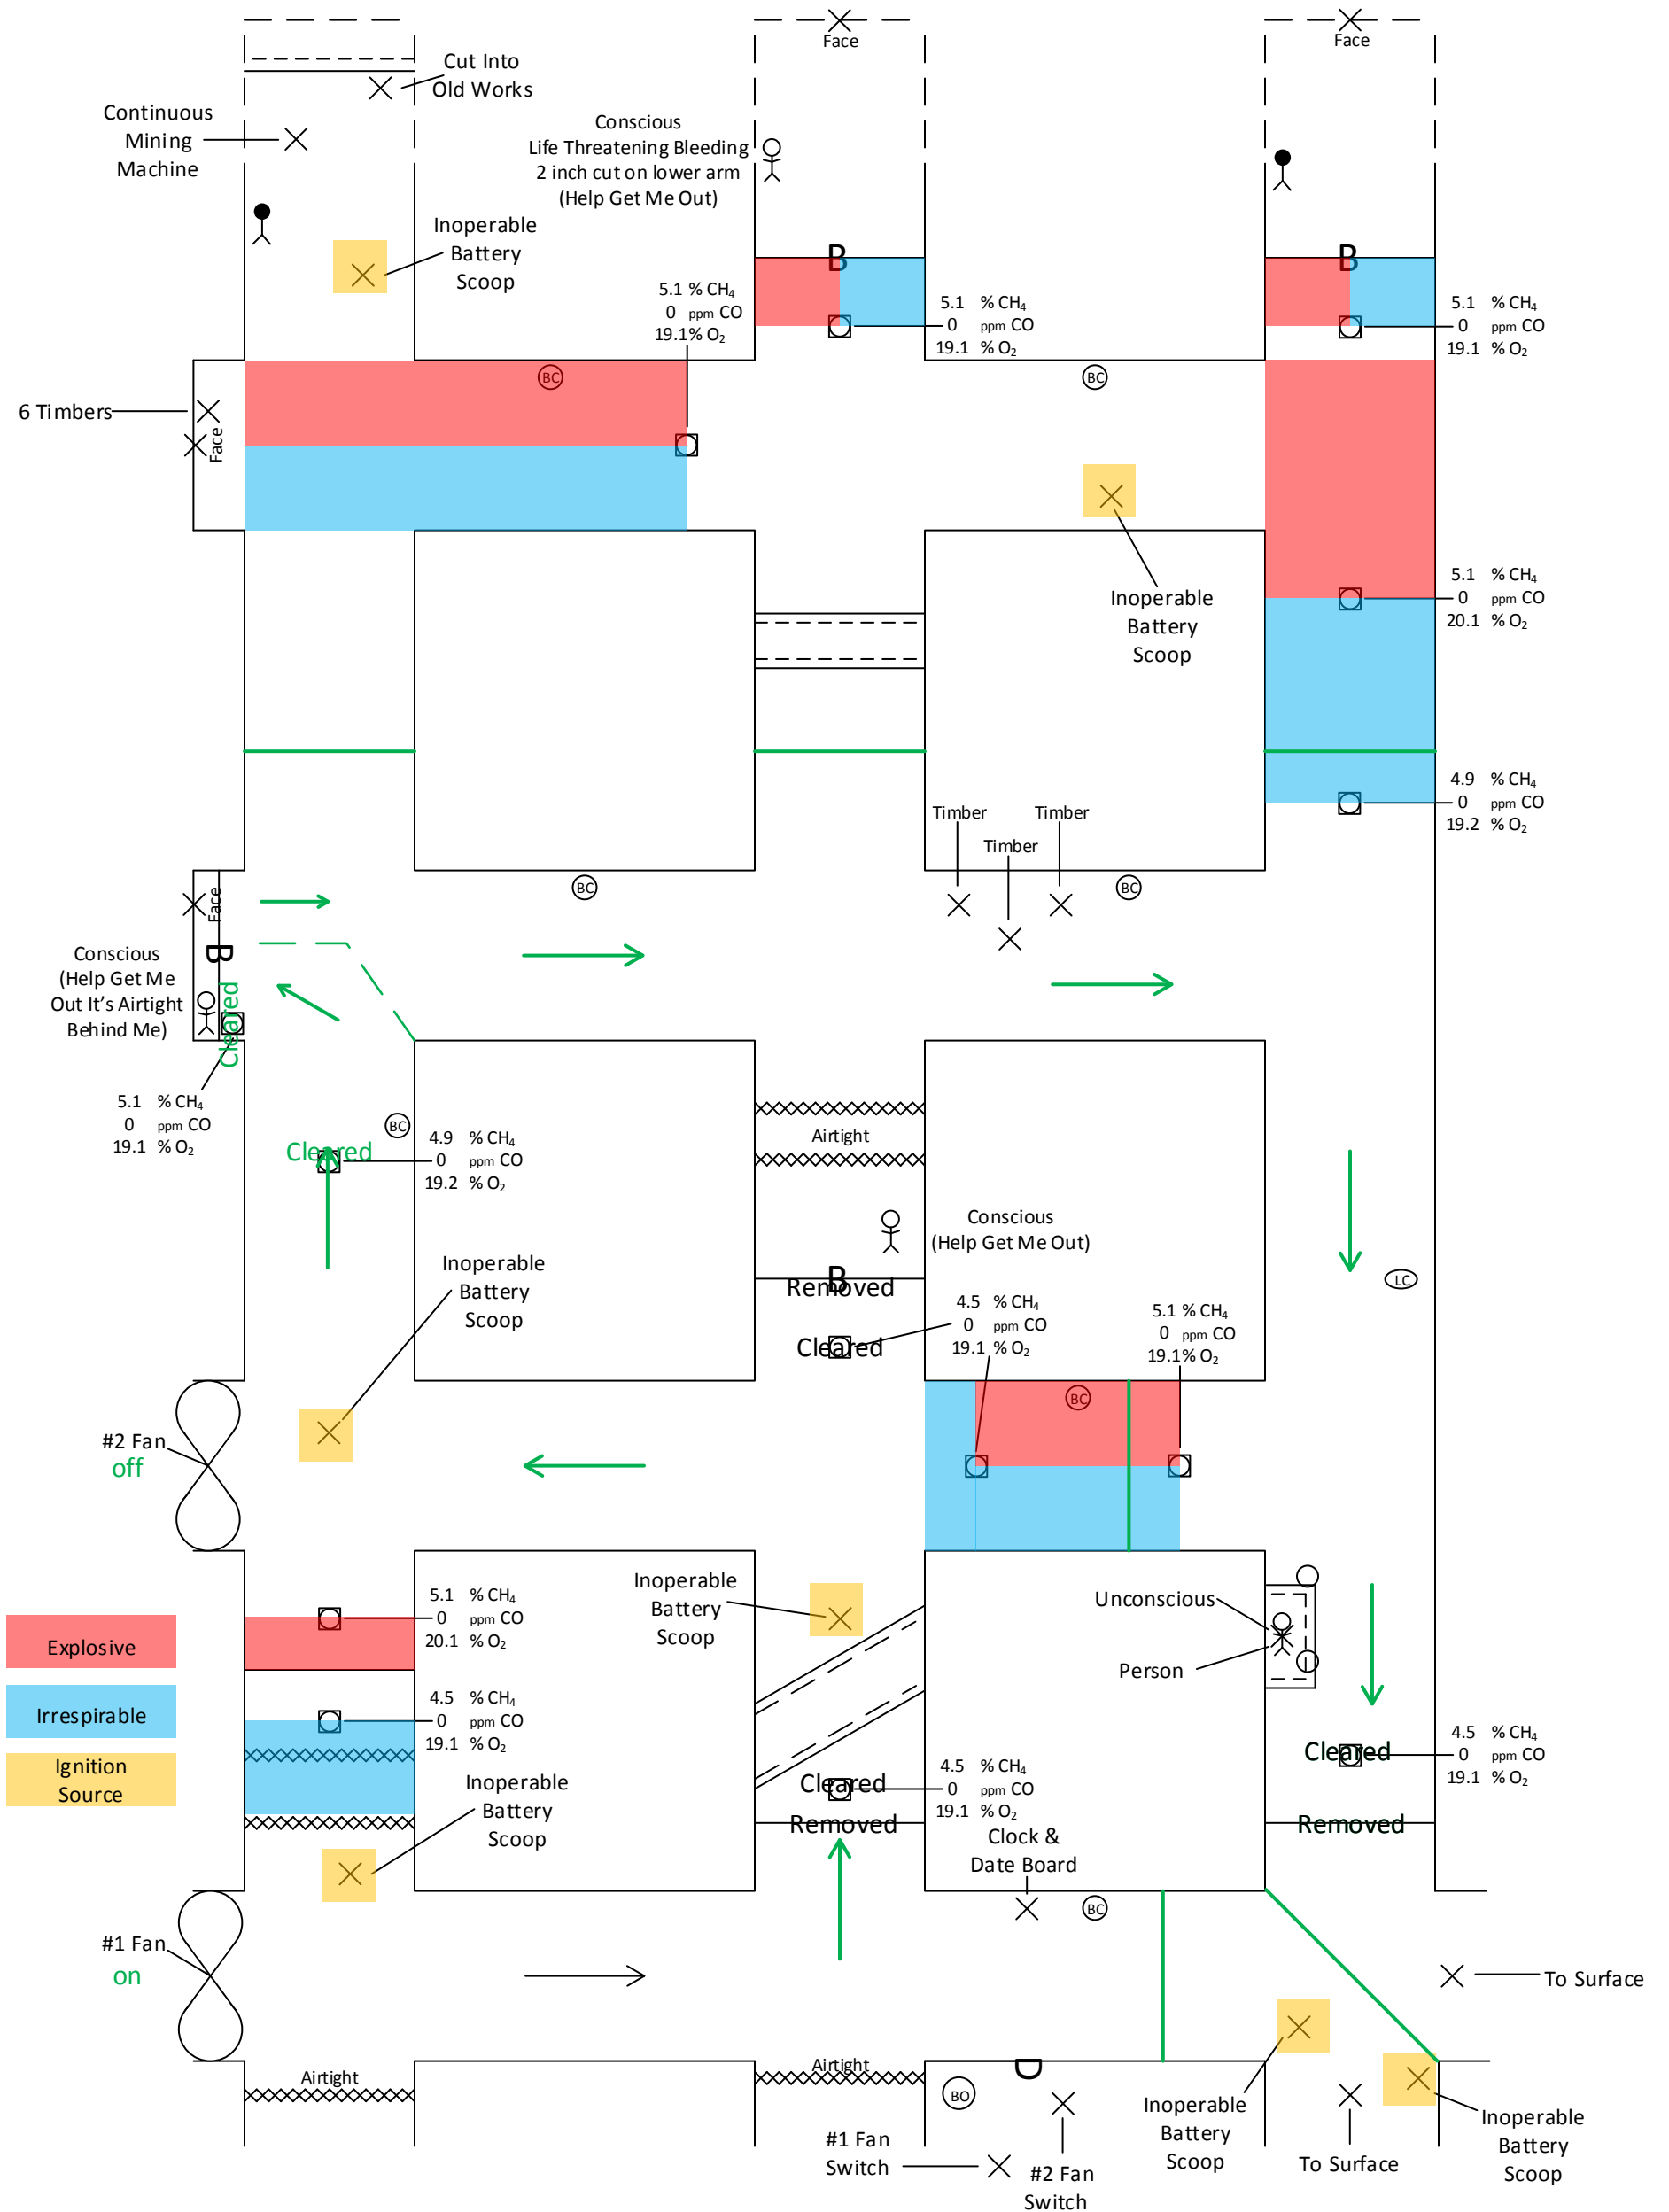 Face
Face
Cut Into
Old Works
Continuous
Mining
Machine
Conscious
Life Threatening Bleeding
2 inch cut on lower arm
(Help Get Me Out)
Inoperable
Battery
Scoop
B
B
5.1 % CH₄
0 ppm CO
19.1% O₂
5.1 % CH₄
0 ppm CO
19.1 % O₂
5.1 % CH₄
0 ppm CO
19.1 % O₂
BC
BC
6 Timbers
Face
Inoperable
Battery
Scoop
5.1 % CH₄
0 ppm CO
20.1 % O₂
4.9 % CH₄
0 ppm CO
19.2 % O₂
Timber
Timber
Timber
BC
BC
Face
B
Conscious
(Help Get Me
Out It's Airtight
Behind Me)
Cleared
5.1 % CH₄
0 ppm CO
19.1 % O₂
BC
Cleared
4.9 % CH₄
0 ppm CO
19.2 % O₂
Airtight
Conscious
(Help Get Me Out)
B
Removed
Cleared
Inoperable
Battery
Scoop
4.5 % CH₄
0 ppm CO
19.1 % O₂
5.1 % CH₄
0 ppm CO
19.1% O₂
LC
BC
#2 Fan
off
5.1 % CH₄
0 ppm CO
20.1 % O₂
Inoperable
Battery
Scoop
Unconscious
Person
Explosive
Irrespirable
Ignition
Source
4.5 % CH₄
0 ppm CO
19.1 % O₂
Inoperable
Battery
Scoop
Cleared
Removed
4.5 % CH₄
0 ppm CO
19.1 % O₂
Cleared
Removed
4.5 % CH₄
0 ppm CO
19.1 % O₂
Clock &
Date Board
BC
#1 Fan
on
To Surface
Airtight
Airtight
D
BO
#1 Fan
Switch
#2 Fan
Switch
Inoperable
Battery
Scoop
To Surface
Inoperable
Battery
Scoop